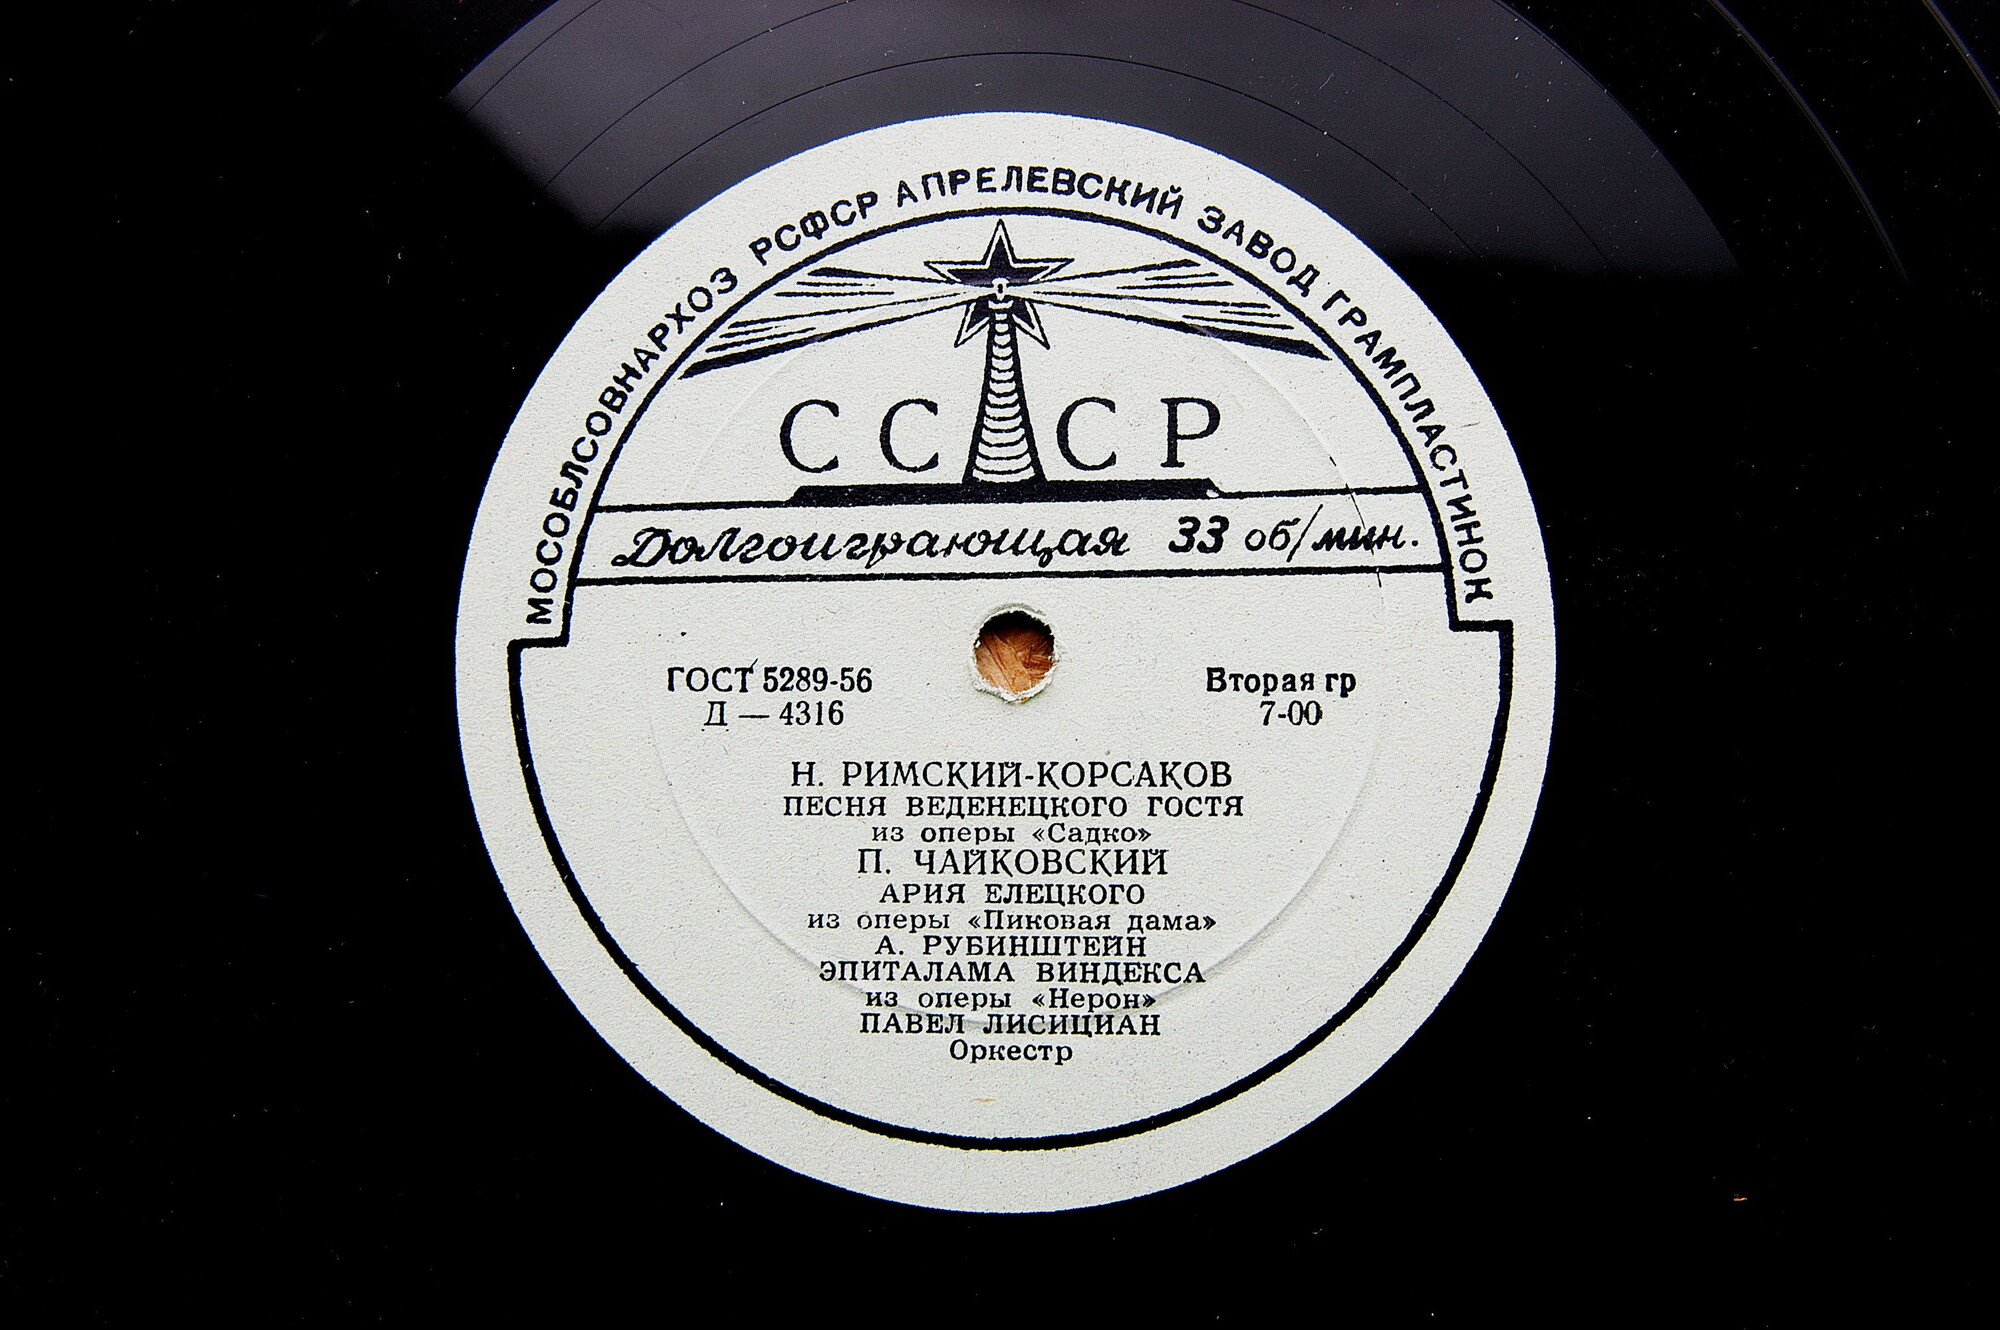 МОСОБЛСОВНАРХОЗ РСФСР АПРЕЛЕВСКИЙ ЗАВОД ГРАМПЛАСТИНОК
СССР
Долгоиграющая 33 об/мин.
ГОСТ 5289-56
Д — 4316
Вторая гр
7-00
Н. РИМСКИЙ-КОРСАКОВ
ПЕСНЯ ВЕДЕНЕЦКОГО ГОСТЯ
из оперы «Садко»
П. ЧАЙКОВСКИЙ
АРИЯ ЕЛЕЦКОГО
из оперы «Пиковая дама»
А. РУБИНШТЕЙН
ЭПИТАЛАМА ВИНДЕКСА
из оперы «Нерон»
ПАВЕЛ ЛИСИЦИАН
Оркестр